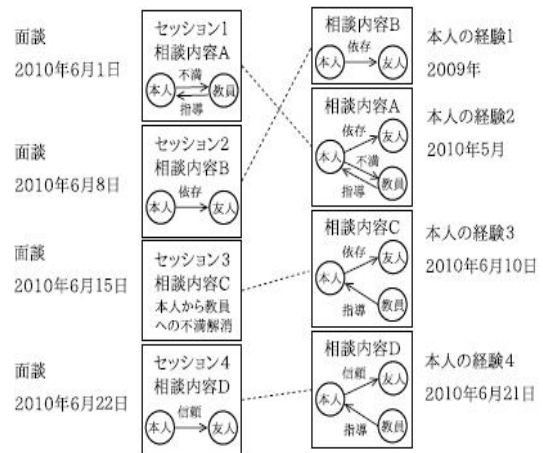 面談
2010年6月1日
セッション1
相談内容A
不満
本人
教員
指導
相談内容B
依存
本人
友人
本人の経験1
2009年
面談
2010年6月8日
セッション2
相談内容B
依存
本人
友人
相談内容A
依存
友人
本人
不満
指導
教員
本人の経験2
2010年5月
面談
2010年6月15日
セッション3
相談内容C
本人から教員
への不満解消
相談内容C
依存
友人
本人
指導
教員
本人の経験3
2010年6月10日
面談
2010年6月22日
セッション4
相談内容D
信頼
本人
友人
相談内容D
信頼
友人
本人
指導
教員
本人の経験4
2010年6月21日